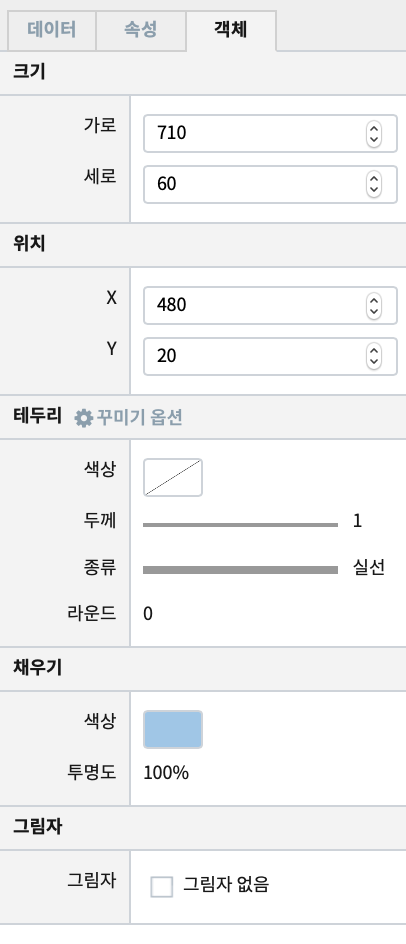 데이터 속성 객체
크기
가로 710
세로 60
위치
X 480
Y 20
테두리 꾸미기 옵션
색상
두께 1
종류 실선
라운드 0
채우기
색상
투명도 100%
그림자
그림자 그림자 없음